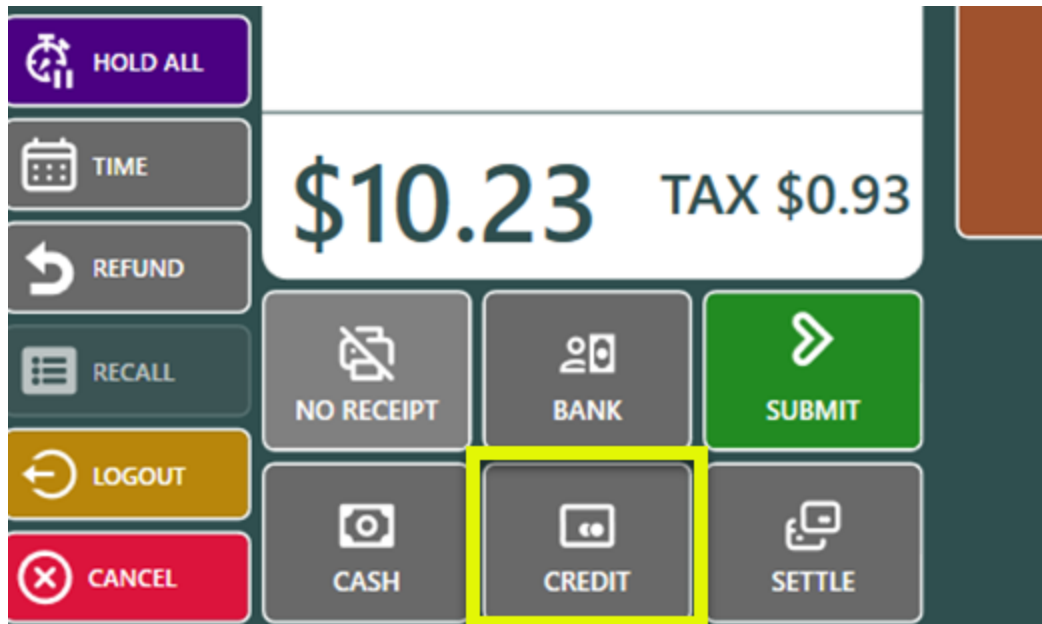 HOLD ALL
TIME
REFUND
RECALL
LOGOUT
CANCEL
$10.23 TAX $0.93
NO RECEIPT BANK SUBMIT
CASH CREDIT SETTLE